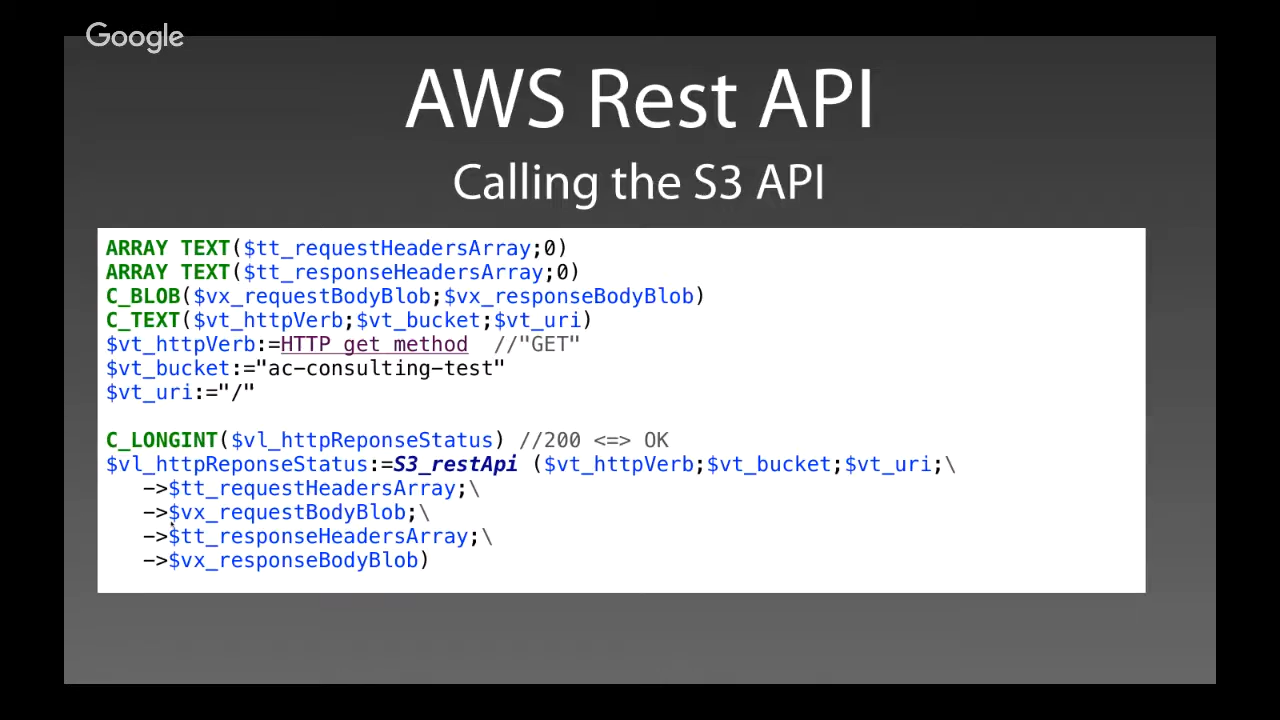 Google
AWS Rest API
Calling the S3 API
ARRAY TEXT($tt_requestHeadersArray;0)
ARRAY TEXT($tt_responseHeadersArray;0)
C_BLOB($vx_requestBodyBlob;$vx_responseBodyBlob)
C_TEXT($vt_httpVerb;$vt_bucket;$vt_uri)
$vt_httpVerb:=HTTP get method  //"GET"
$vt_bucket:="ac-consulting-test"
$vt_uri:="/"
C_LONGINT($vl_httpReponseStatus) //200 <=> OK
$vl_httpReponseStatus:=S3_restApi ($vt_httpVerb;$vt_bucket;$vt_uri;\
->$tt_requestHeadersArray;\
->$vx_requestBodyBlob;\
->$tt_responseHeadersArray;\
->$vx_responseBodyBlob)